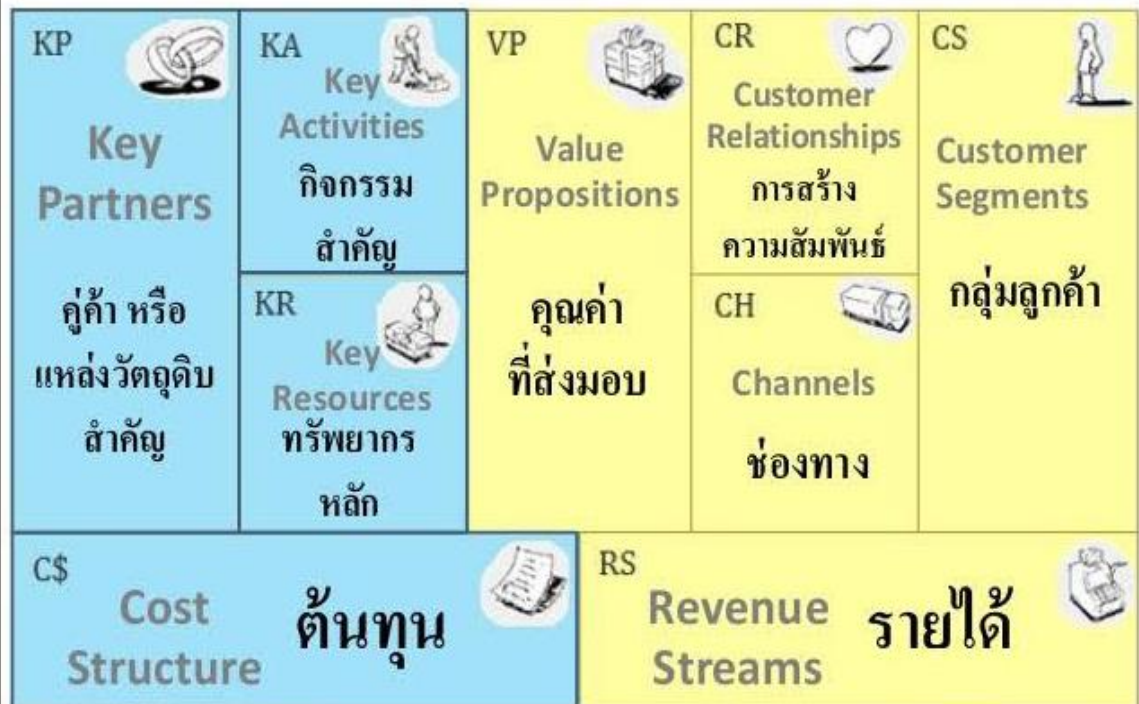 KP
Key
Partners
คู่ค้า หรือ
แหล่งวัตถุดิบ
สำคัญ
KA
Key
Activities
กิจกรรม
สำคัญ
KR
Key
Resources
ทรัพยากร
หลัก
VP
Value
Propositions
คุณค่า
ที่ส่งมอบ
CR
Customer
Relationships
การสร้าง
ความสัมพันธ์
CH
Channels
ช่องทาง
CS
Customer
Segments
กลุ่มลูกค้า
C$
Cost
Structure
ต้นทุน
RS
Revenue
Streams
รายได้